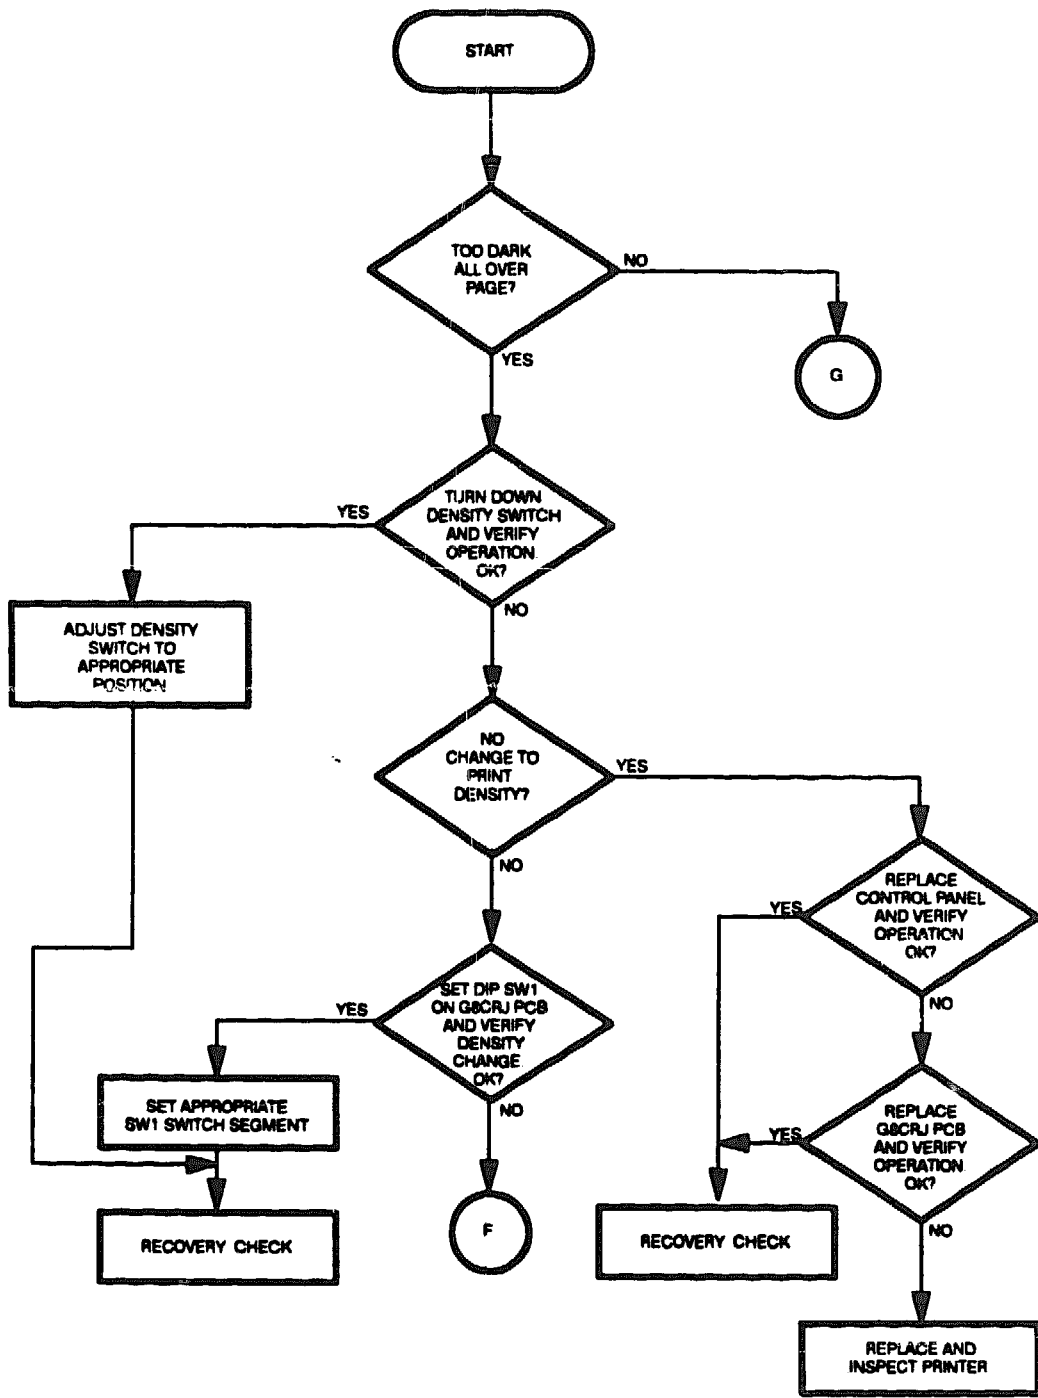 START
TOO DARK
ALL OVER
PAGE?
NO
G
YES
TURN DOWN
DENSITY SWITCH
AND VERIFY
OPERATION
OK?
YES
NO
ADJUST DENSITY
SWITCH TO
APPROPRIATE
POSITION
NO
CHANGE TO
PRINT
DENSITY?
YES
NO
REPLACE
CONTROL PANEL
AND VERIFY
OPERATION
OK?
YES
NO
SET DIP SW1
ON G8CRJ PCB
AND VERIFY
DENSITY
CHANGE
OK?
YES
NO
SET APPROPRIATE
SW1 SWITCH SEGMENT
REPLACE
G8CRJ PCB
AND VERIFY
OPERATION
OK?
YES
NO
RECOVERY CHECK
F
RECOVERY CHECK
REPLACE AND
INSPECT PRINTER